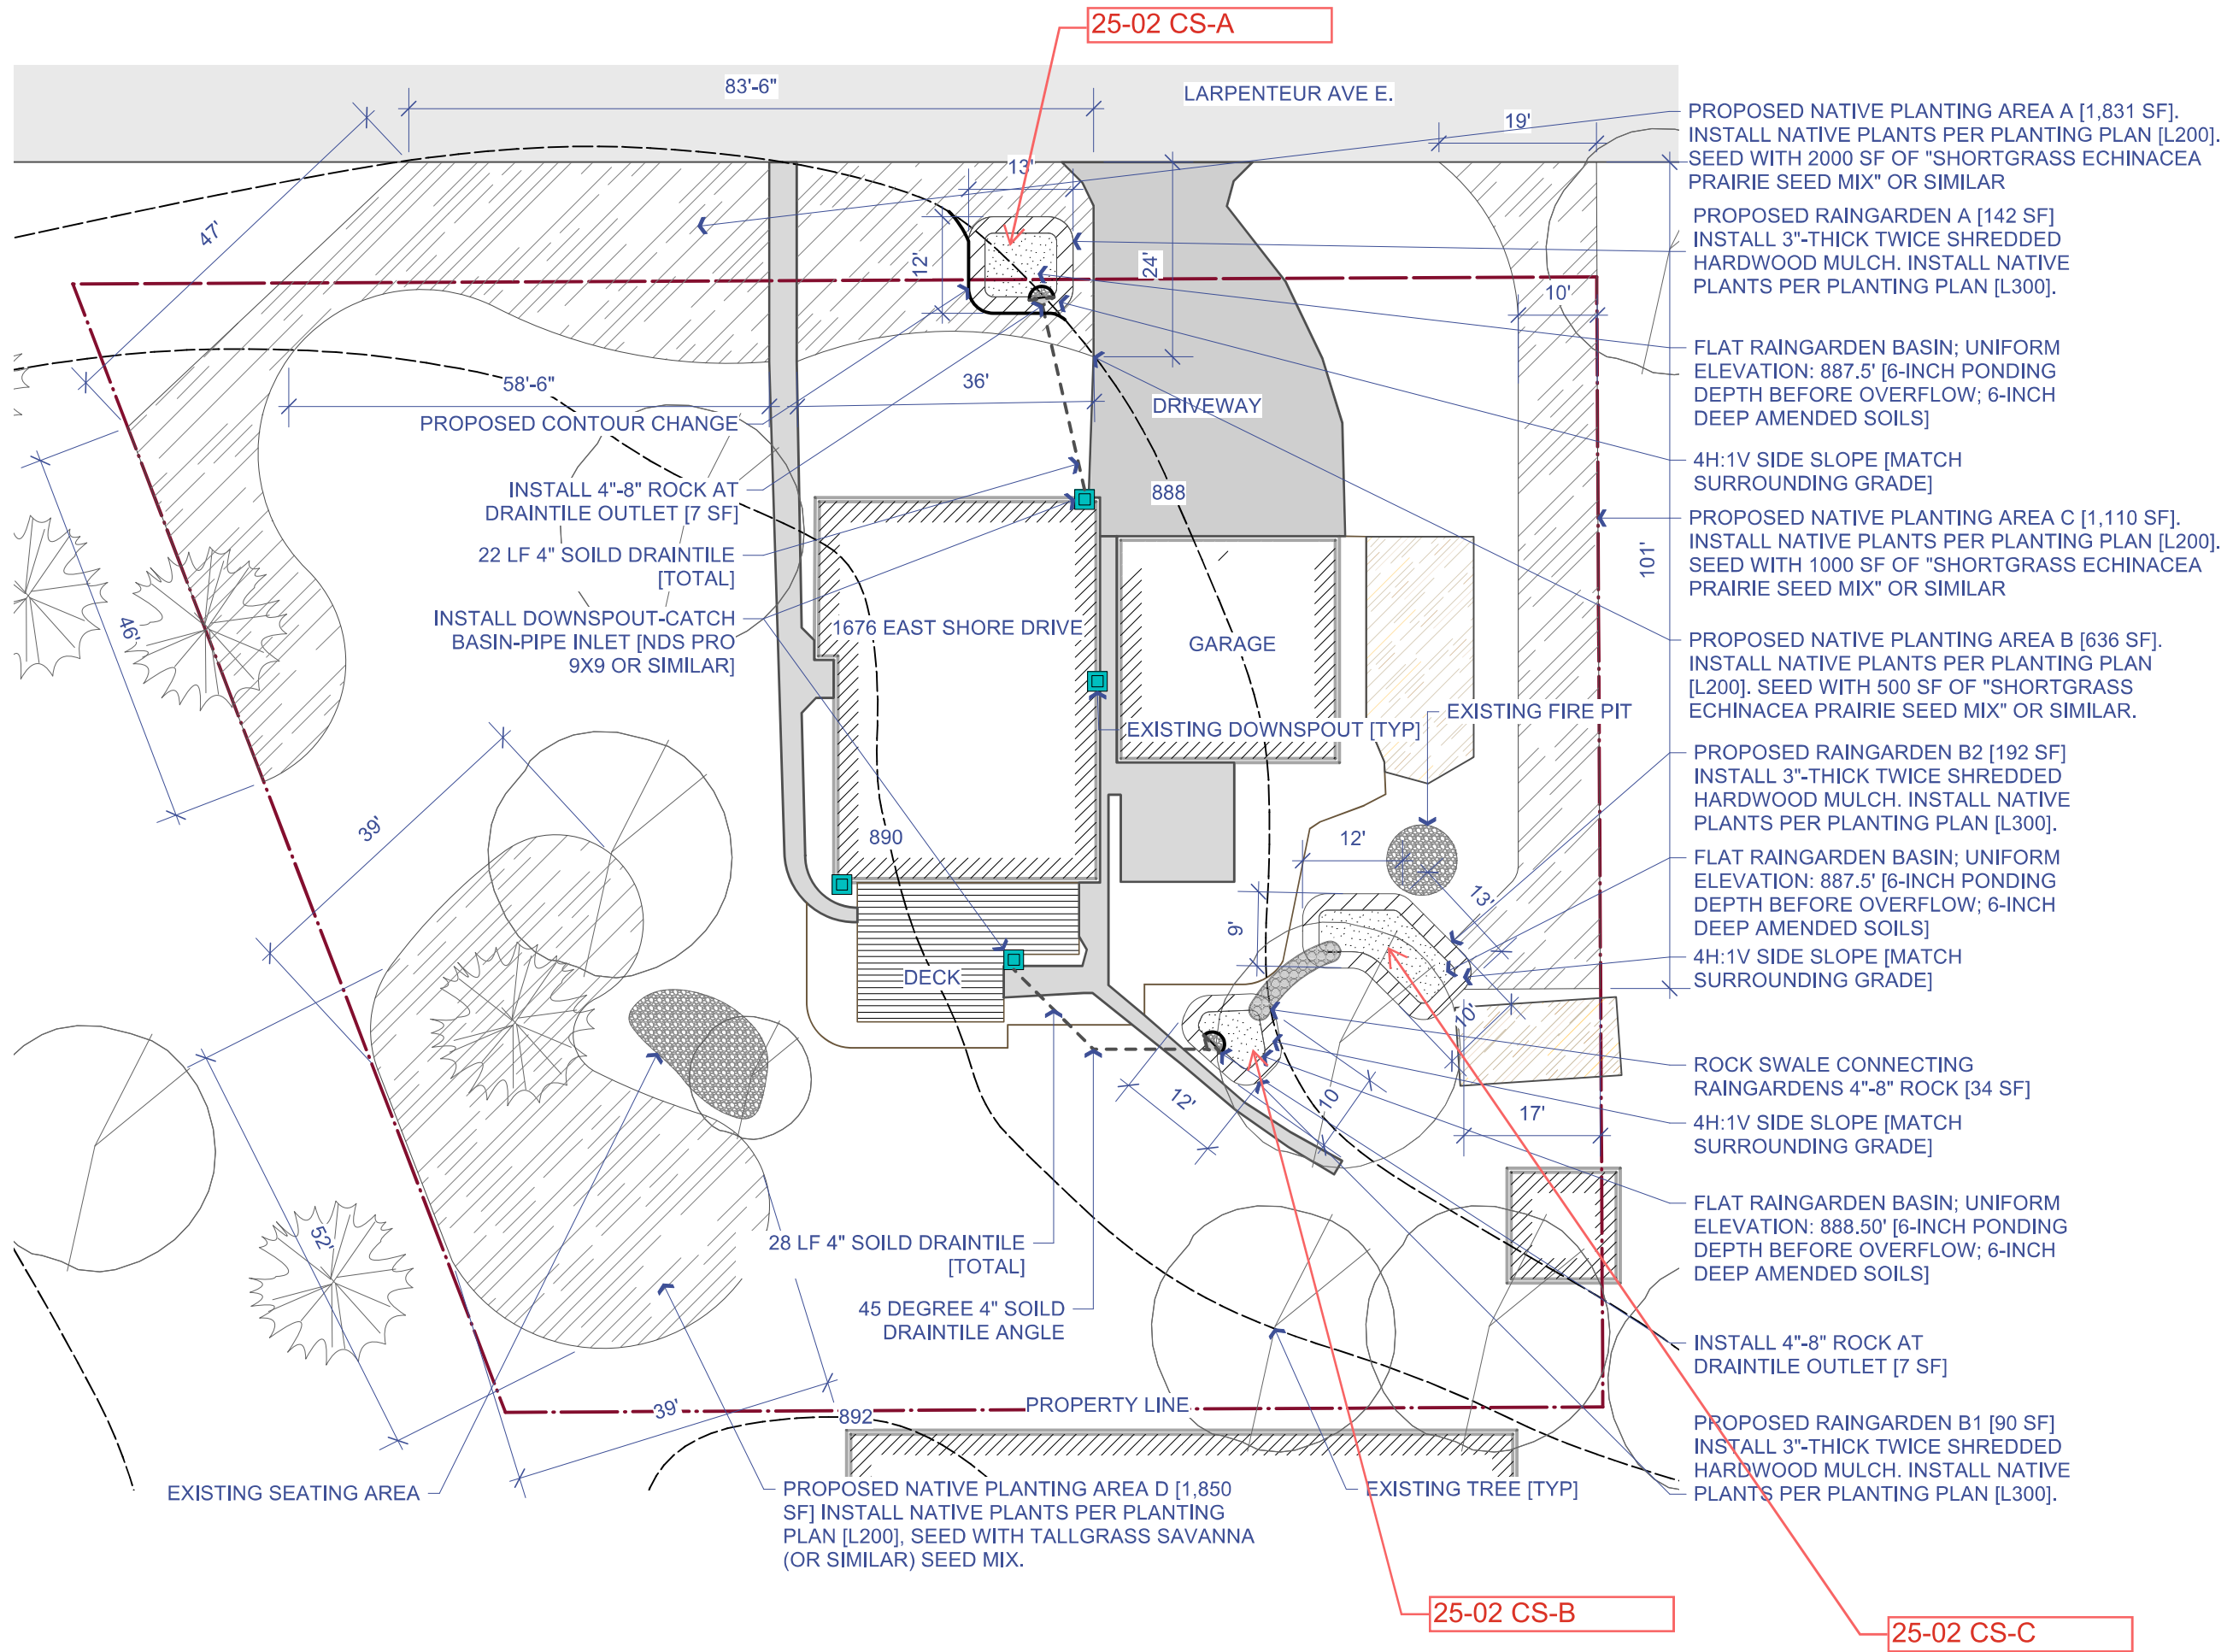 25-02 CS-A
83'-6"
LARPENTEUR AVE E.
19'
13'
47'
12'
24'
10'
58'-6"
36'
PROPOSED CONTOUR CHANGE
DRIVEWAY
INSTALL 4"-8" ROCK AT
DRAINTILE OUTLET [7 SF]
888
22 LF 4" SOILD DRAINTILE
[TOTAL]
101'
INSTALL DOWNSPOUT-CATCH
BASIN-PIPE INLET [NDS PRO
9X9 OR SIMILAR]
46'
1676 EAST SHORE DRIVE
GARAGE
EXISTING DOWNSPOUT [TYP]
EXISTING FIRE PIT
39'
890
12'
13'
9'
DECK
10'
12'
10
17'
52'
28 LF 4" SOILD DRAINTILE
[TOTAL]
45 DEGREE 4" SOILD
DRAINTILE ANGLE
39'
892
PROPERTY LINE
EXISTING SEATING AREA
PROPOSED NATIVE PLANTING AREA D [1,850
SF] INSTALL NATIVE PLANTS PER PLANTING
PLAN [L200], SEED WITH TALLGRASS SAVANNA
(OR SIMILAR) SEED MIX.
EXISTING TREE [TYP]
PROPOSED NATIVE PLANTING AREA A [1,831 SF].
INSTALL NATIVE PLANTS PER PLANTING PLAN [L200].
SEED WITH 2000 SF OF "SHORTGRASS ECHINACEA
PRAIRIE SEED MIX" OR SIMILAR
PROPOSED RAINGARDEN A [142 SF]
INSTALL 3"-THICK TWICE SHREDDED
HARDWOOD MULCH. INSTALL NATIVE
PLANTS PER PLANTING PLAN [L300].
FLAT RAINGARDEN BASIN; UNIFORM
ELEVATION: 887.5' [6-INCH PONDING
DEPTH BEFORE OVERFLOW; 6-INCH
DEEP AMENDED SOILS]
4H:1V SIDE SLOPE [MATCH
SURROUNDING GRADE]
PROPOSED NATIVE PLANTING AREA C [1,110 SF].
INSTALL NATIVE PLANTS PER PLANTING PLAN [L200].
SEED WITH 1000 SF OF "SHORTGRASS ECHINACEA
PRAIRIE SEED MIX" OR SIMILAR
PROPOSED NATIVE PLANTING AREA B [636 SF].
INSTALL NATIVE PLANTS PER PLANTING PLAN
[L200]. SEED WITH 500 SF OF "SHORTGRASS
ECHINACEA PRAIRIE SEED MIX" OR SIMILAR.
PROPOSED RAINGARDEN B2 [192 SF]
INSTALL 3"-THICK TWICE SHREDDED
HARDWOOD MULCH. INSTALL NATIVE
PLANTS PER PLANTING PLAN [L300].
FLAT RAINGARDEN BASIN; UNIFORM
ELEVATION: 887.5' [6-INCH PONDING
DEPTH BEFORE OVERFLOW; 6-INCH
DEEP AMENDED SOILS]
4H:1V SIDE SLOPE [MATCH
SURROUNDING GRADE]
ROCK SWALE CONNECTING
RAINGARDENS 4"-8" ROCK [34 SF]
4H:1V SIDE SLOPE [MATCH
SURROUNDING GRADE]
FLAT RAINGARDEN BASIN; UNIFORM
ELEVATION: 888.50' [6-INCH PONDING
DEPTH BEFORE OVERFLOW; 6-INCH
DEEP AMENDED SOILS]
INSTALL 4"-8" ROCK AT
DRAINTILE OUTLET [7 SF]
PROPOSED RAINGARDEN B1 [90 SF]
INSTALL 3"-THICK TWICE SHREDDED
HARDWOOD MULCH. INSTALL NATIVE
PLANTS PER PLANTING PLAN [L300].
25-02 CS-B
25-02 CS-C